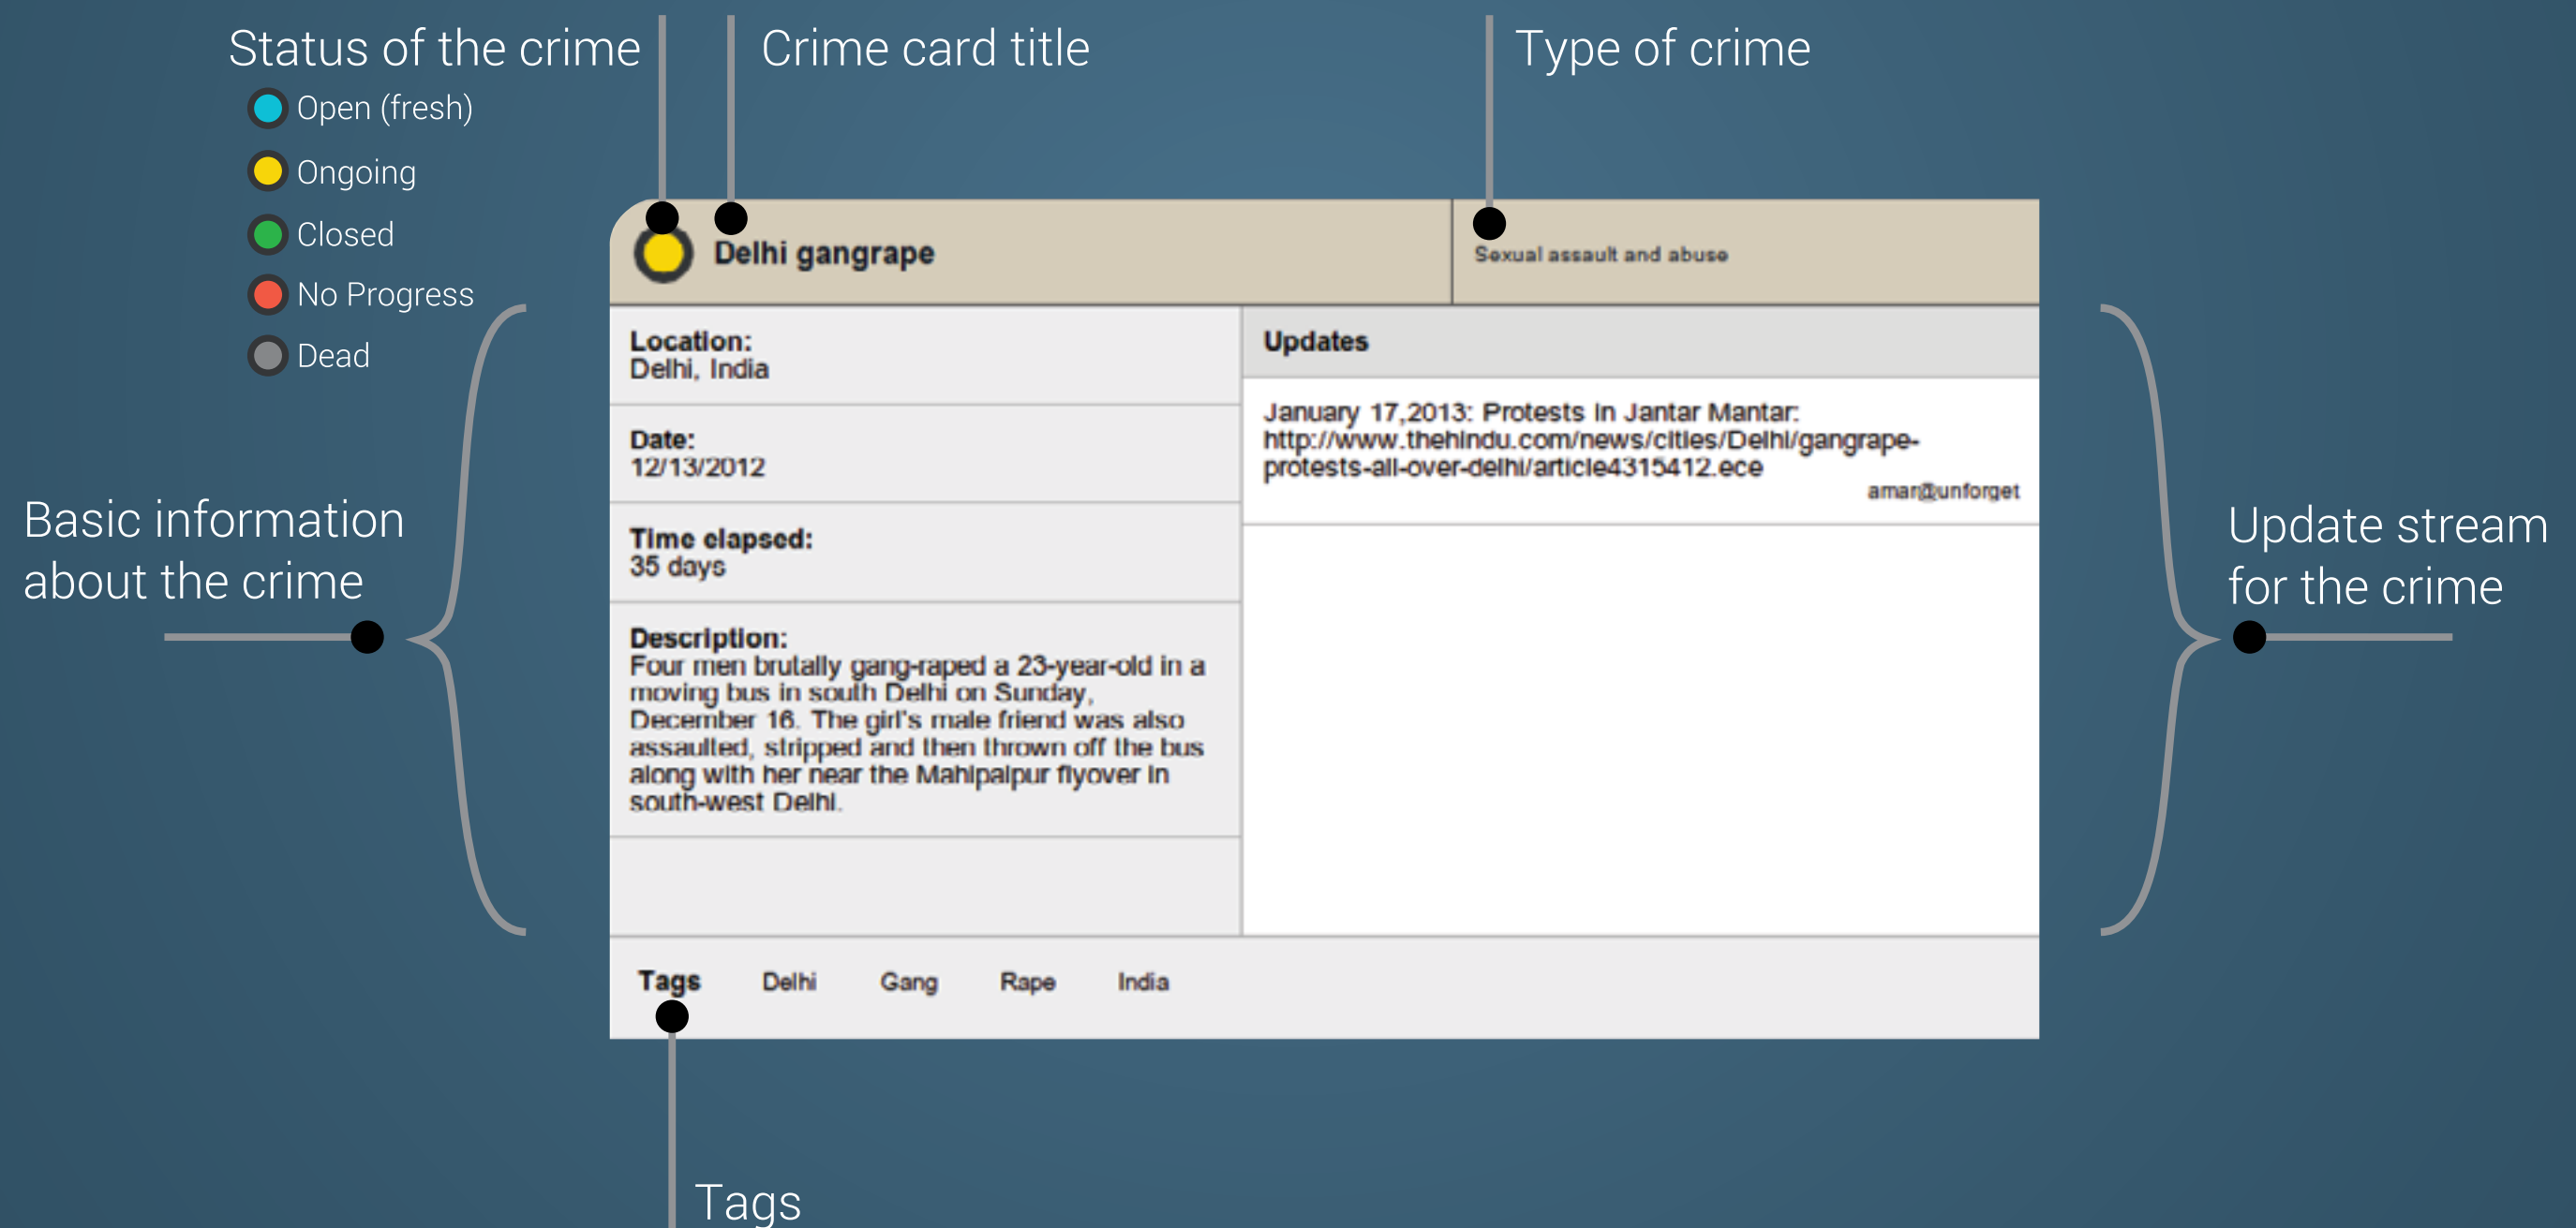 Status of the crime
Open (fresh)
Ongoing
Closed
No Progress
Dead
Crime card title
Type of crime
Delhi gangrape
Sexual assault and abuse
Basic information
about the crime
Location:
Delhi, India
Date:
12/13/2012
Time elapsed:
35 days
Description:
Four men brutally gang-raped a 23-year-old in a
moving bus in south Delhi on Sunday,
December 16. The girl's male friend was also
assaulted, stripped and then thrown off the bus
along with her near the Mahipalpur flyover in
south-west Delhi.
Updates
January 17,2013: Protests in Jantar Mantar:
http://www.thehindu.com/news/cities/Delhi/gangrape-
protests-all-over-delhi/article4315412.ece
amar@unforget
Update stream
for the crime
Tags
Delhi
Gang
Rape
India
Tags